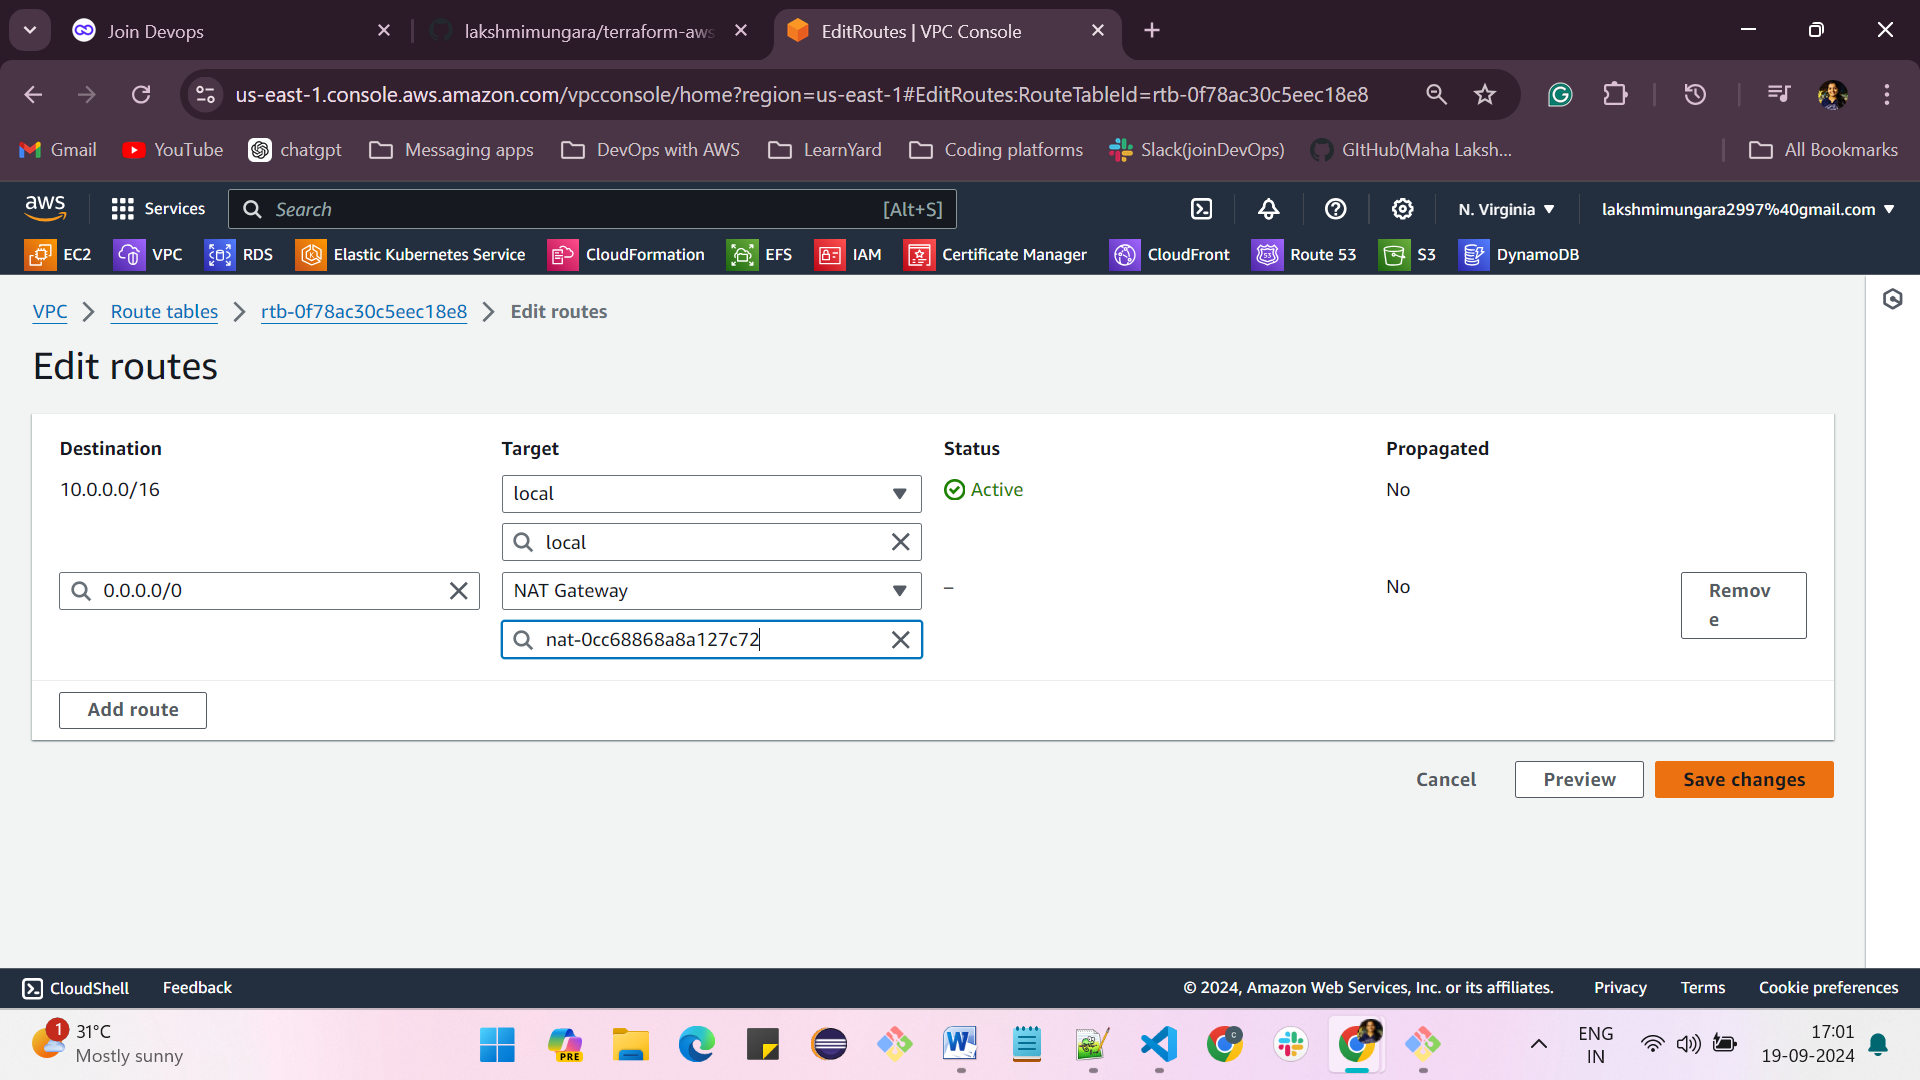 Join Devops
lakshmimungara/terraform-aws
EditRoutes | VPC Console
us-east-1.console.aws.amazon.com/vpcconsole/home?region=us-east-1#EditRoutes:RouteTableId=rtb-0f78ac30c5eec18e8
Gmail YouTube chatgpt Messaging apps DevOps with AWS LearnYard Coding platforms Slack(joinDevOps) GItHub(Maha Laksh... All Bookmarks
aws Services Search [Alt+S] N. Virginia lakshmimungara2997%40gmail.com
EC2 VPC RDS Elastic Kubernetes Service CloudFormation EFS IAM Certificate Manager CloudFront Route 53 S3 DynamoDB
VPC Route tables rtb-0f78ac30c5eec18e8 Edit routes
Edit routes
Destination Target Status Propagated
10.0.0.0/16 local Active No
local
0.0.0.0/0 NAT Gateway – No Remov
e
nat-0cc68868a8a127c72
Add route
Cancel Preview Save changes
CloudShell Feedback © 2024, Amazon Web Services, Inc. or its affiliates. Privacy Terms Cookie preferences
1 31°C
Mostly sunny
PRE
ENG
IN
17:01
19-09-2024